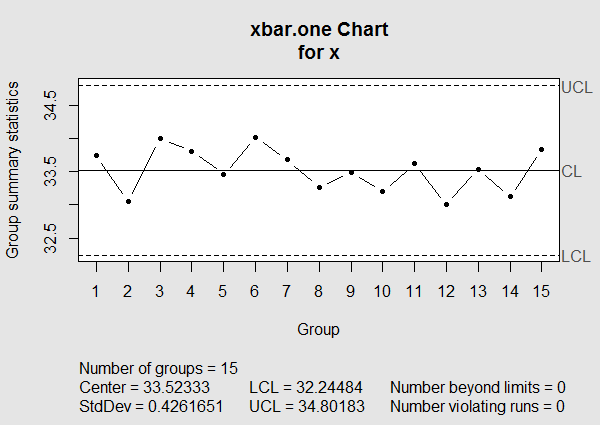 xbar.one Chart
for x
Group summary statistics
34.5
33.5
32.5
UCL
CL
LCL
1 2 3 4 5 6 7 8 9 10 11 12 13 14 15
Group
Number of groups = 15
Center = 33.52333 LCL = 32.24484 Number beyond limits = 0
StdDev = 0.4261651 UCL = 34.80183 Number violating runs = 0